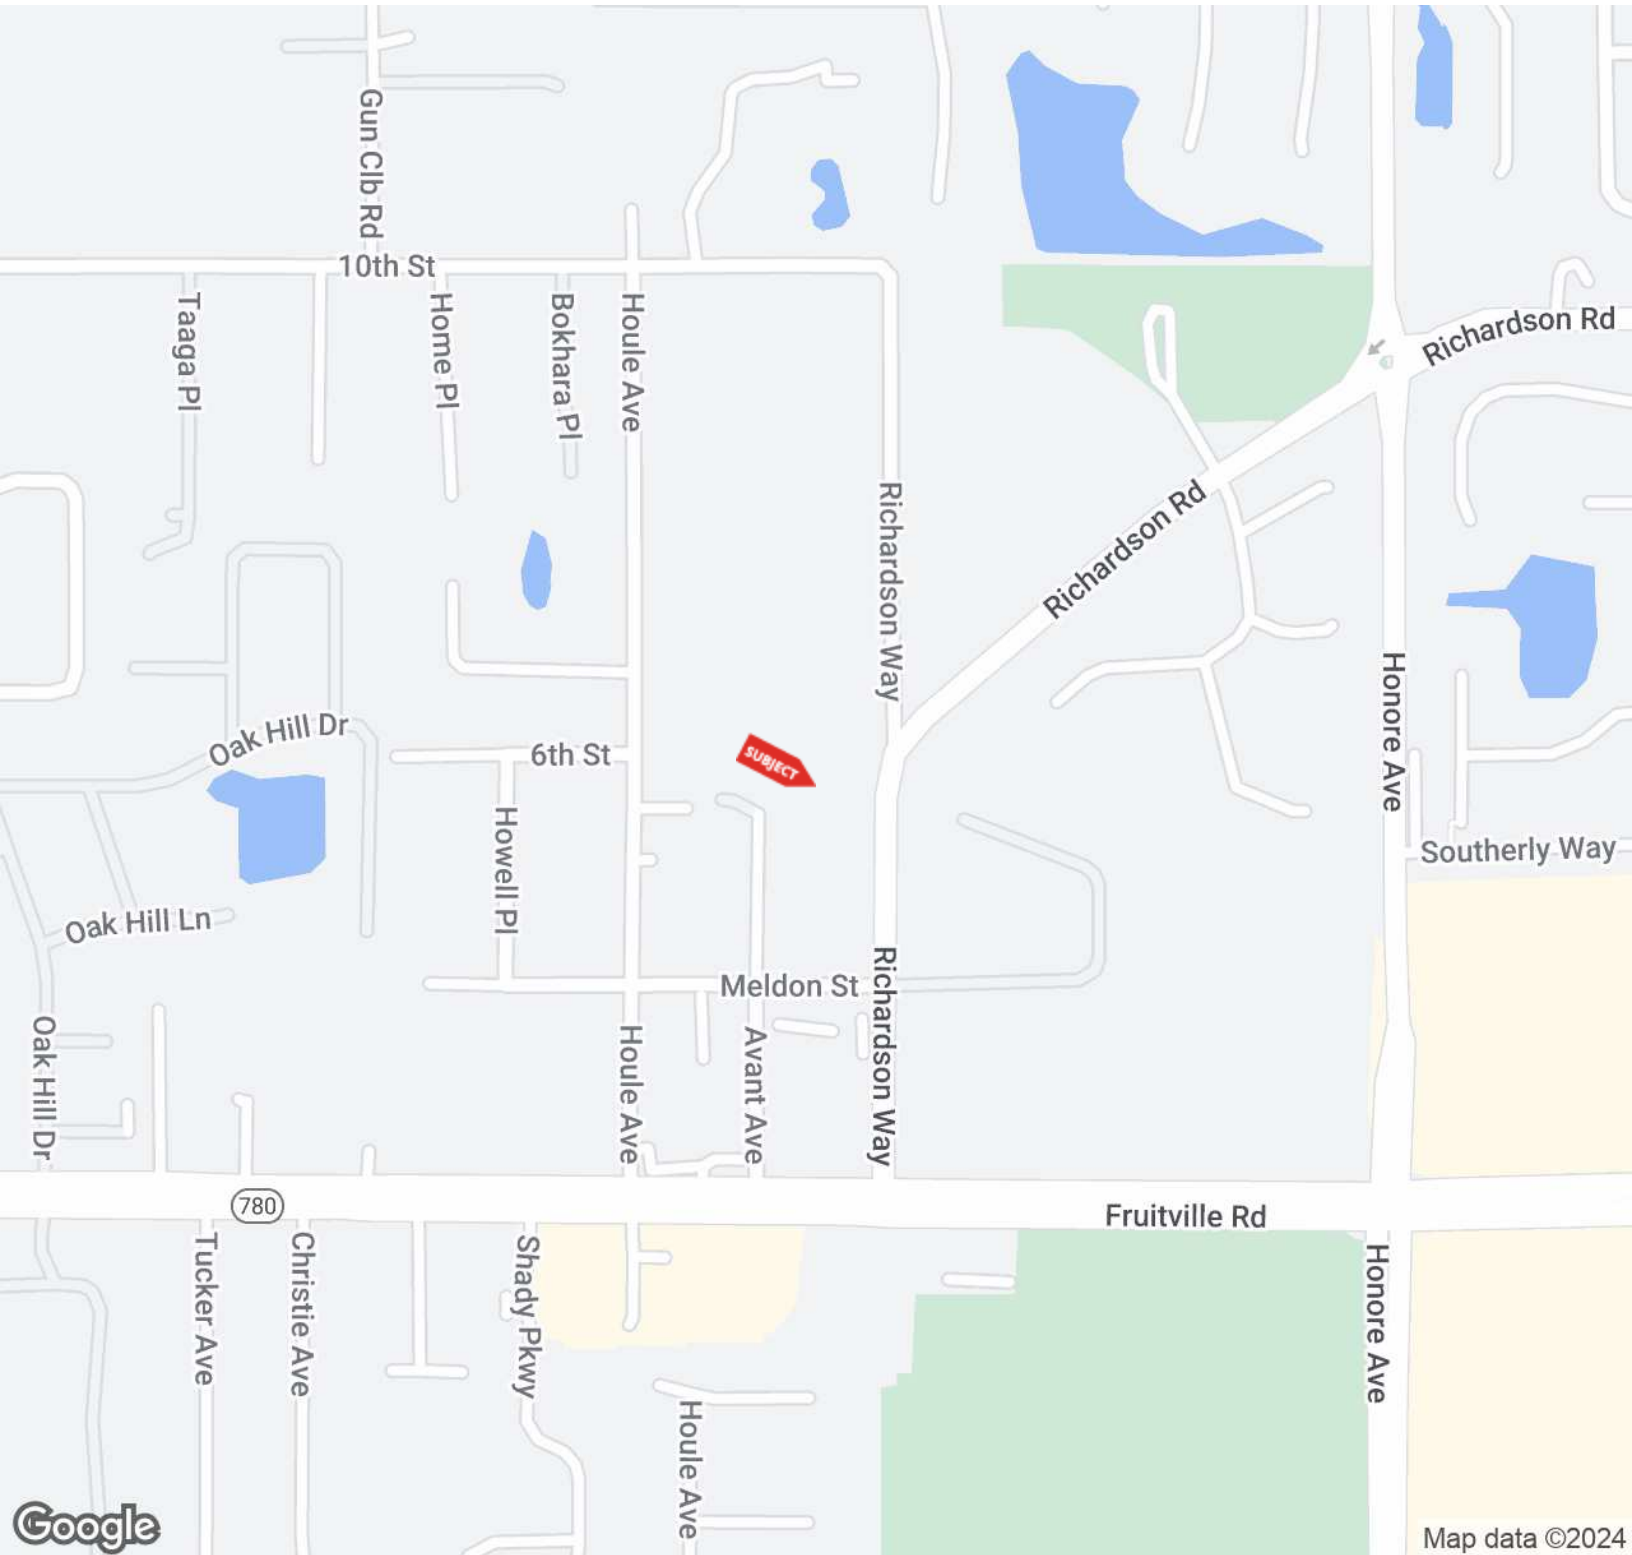 Gun Clb Rd
10th St
Taaga Pl
Home Pl
Bokhara Pl
Houle Ave
Richardson Rd
Richardson Way
Richardson Rd
Honore Ave
Oak Hill Dr
6th St
SUBJECT
Howell Pl
Southerly Way
Oak Hill Ln
Meldon St
Richardson Way
Oak Hill Dr
Houle Ave
Avant Ave
780
Fruitville Rd
Tucker Ave
Christie Ave
Shady Pkwy
Honore Ave
Houle Ave
Google
Map data ©2024